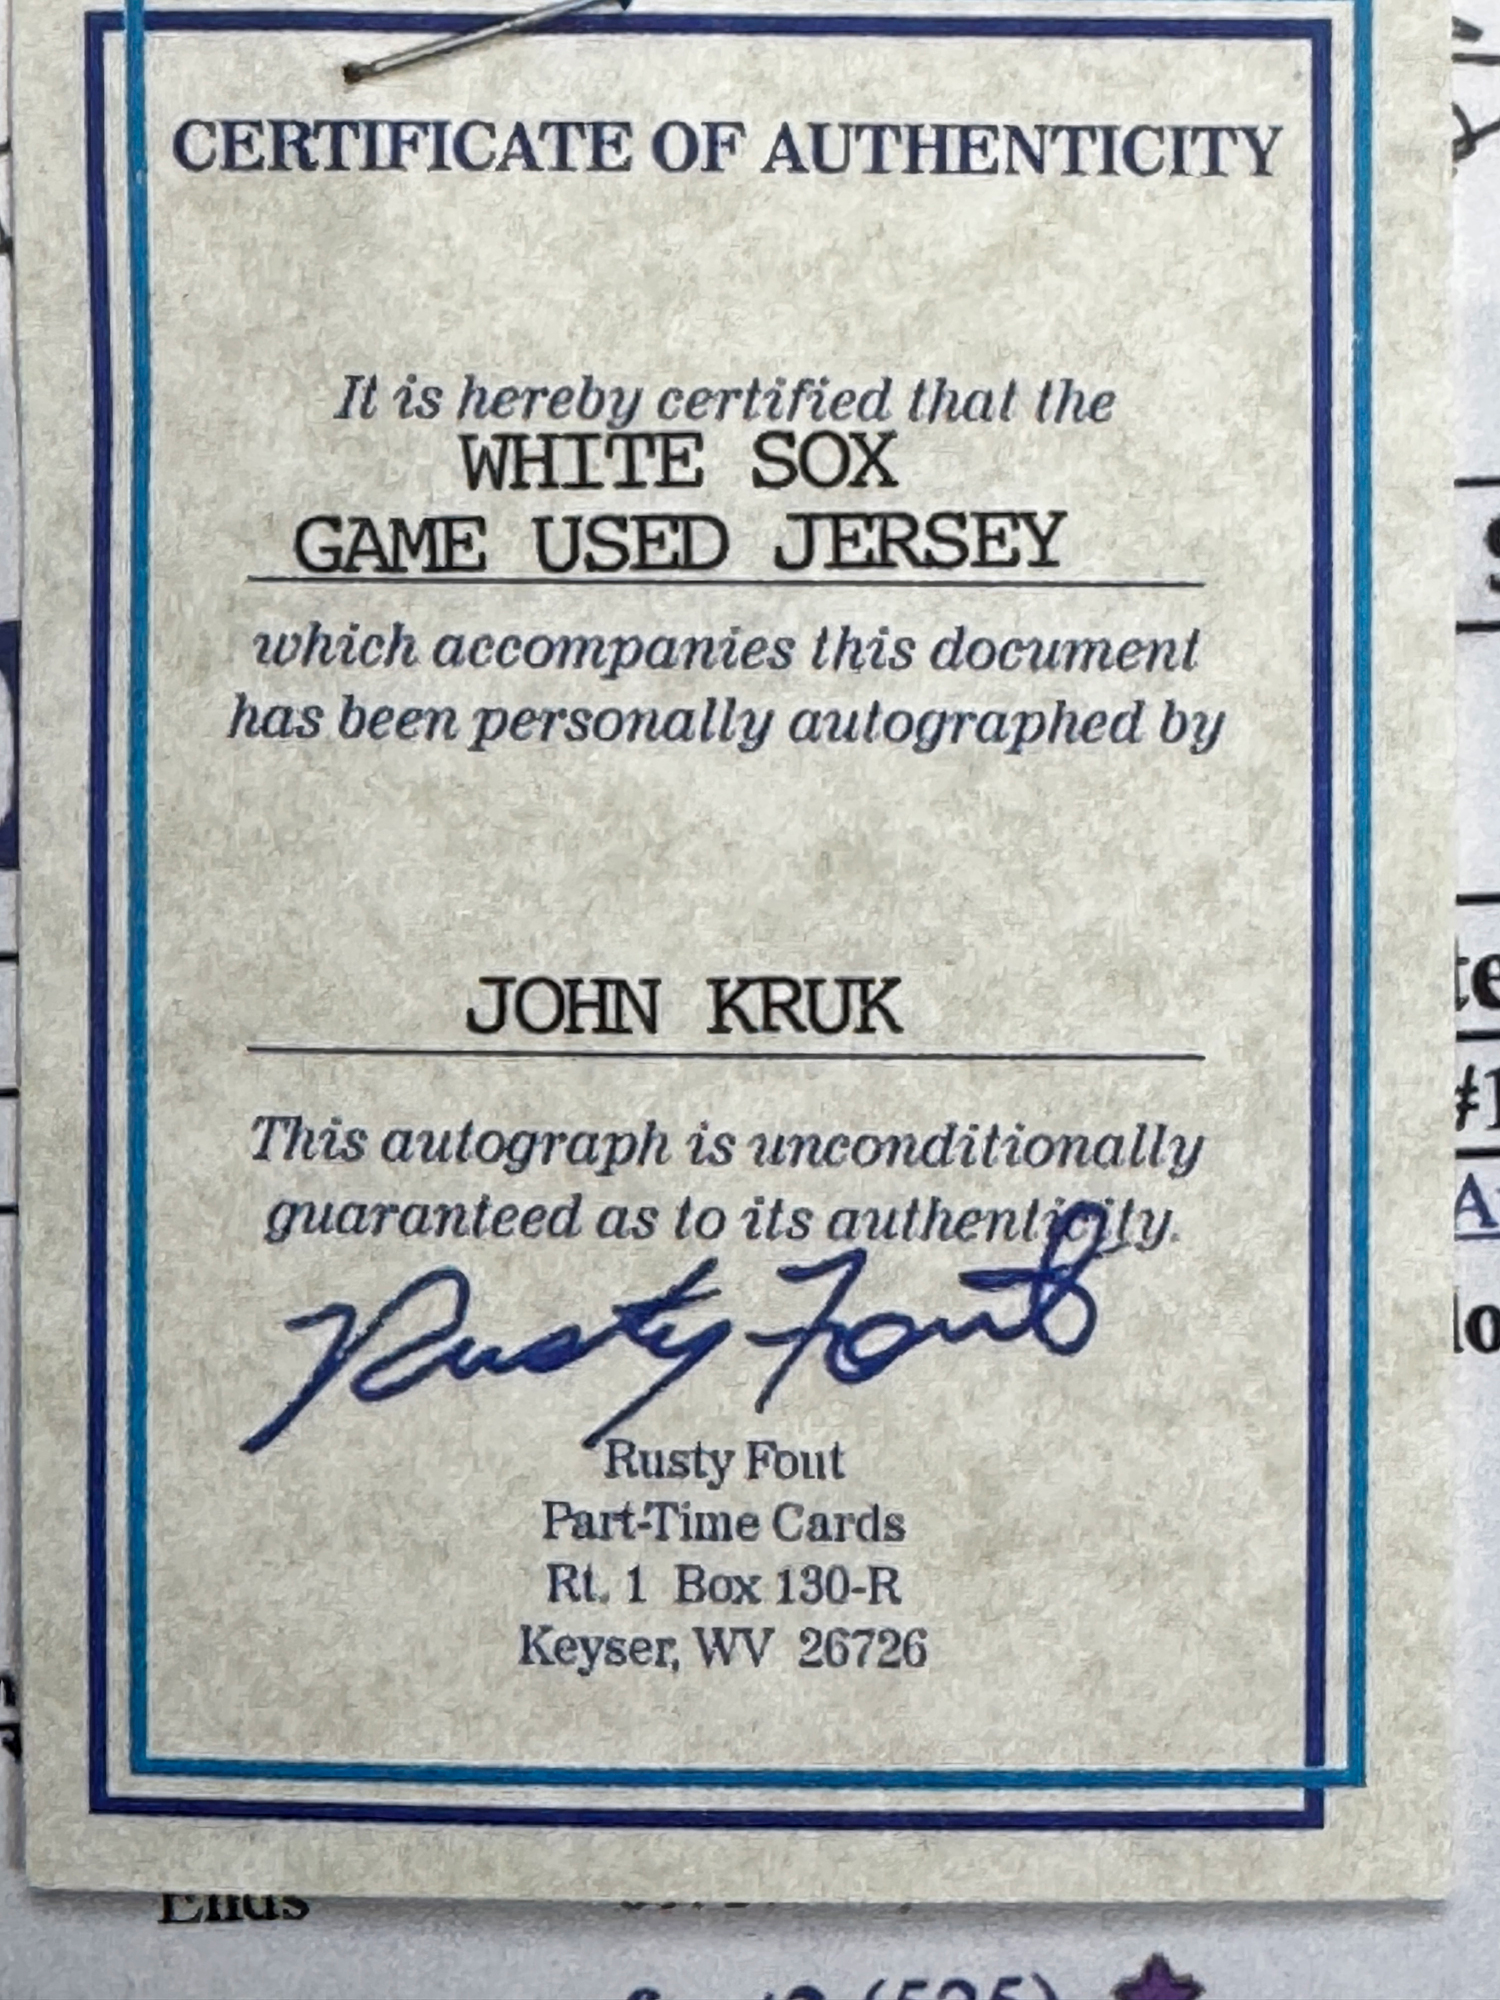 CERTIFICATE OF AUTHENTICITY
It is hereby certified that the
WHITE SOX
GAME USED JERSEY
which accompanies this document
has been personally autographed by
JOHN KRUK
This autograph is unconditionally
guaranteed as to its authenticity.
Rusty Fout
Rusty Fout
Part-Time Cards
Rt. 1 Box 130-R
Keyser, WV 26726
Ends
(525)